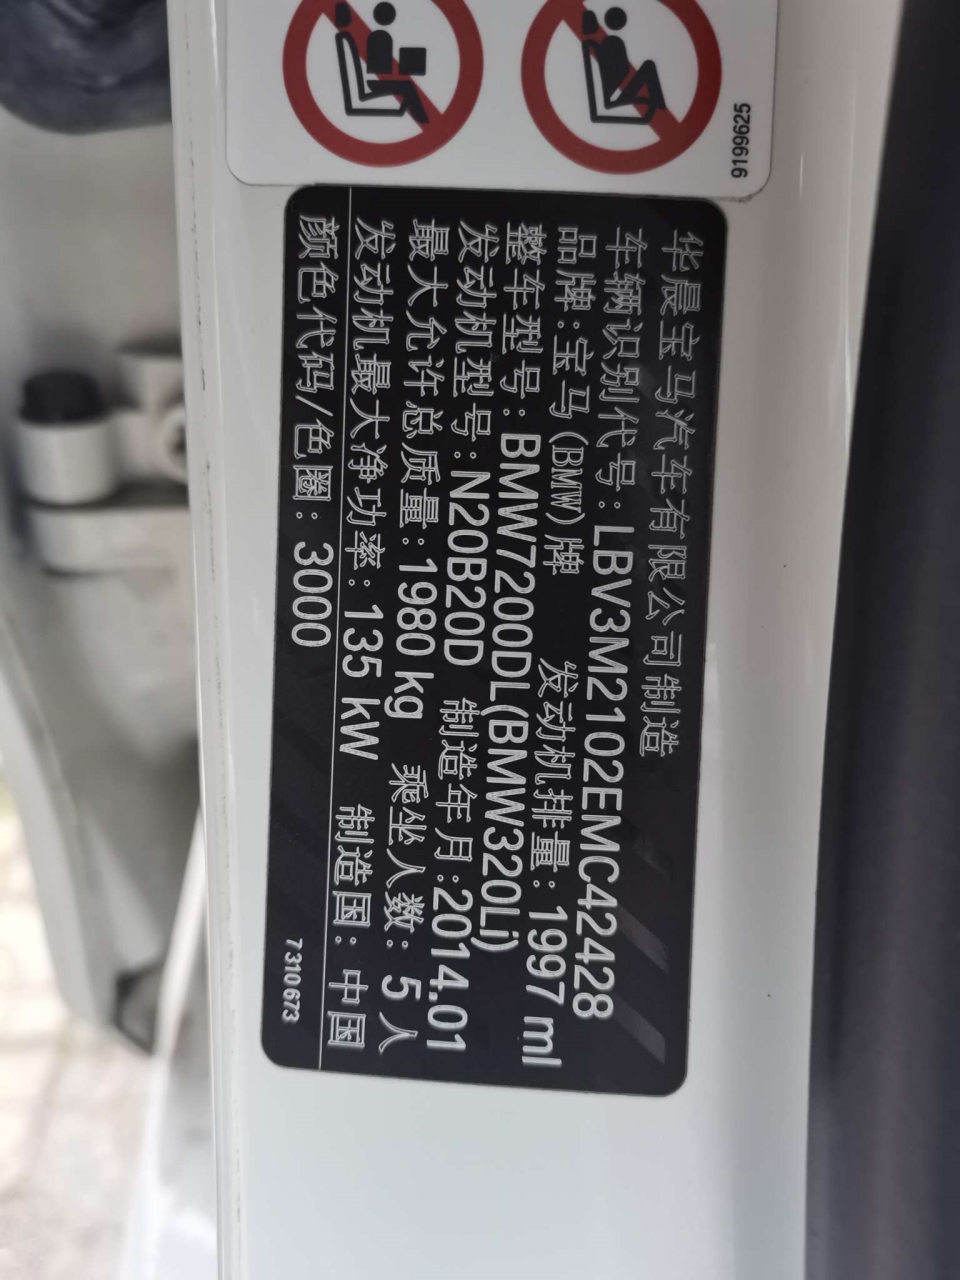 9199625
华晨宝马汽车有限公司制造
车辆识别代号：LBV3M2102EMC42428
品牌：宝马(BMW)牌 发动机排量：1997 ml
整车型号：BMW7200DL(BMW320Li)
发动机型号：N20B20D 制造年月：2014.01
最大允许总质量：1980 kg 乘坐人数：5人
发动机最大净功率：135 kW 制造国：中国
颜色代码/色圈：3000
7310673